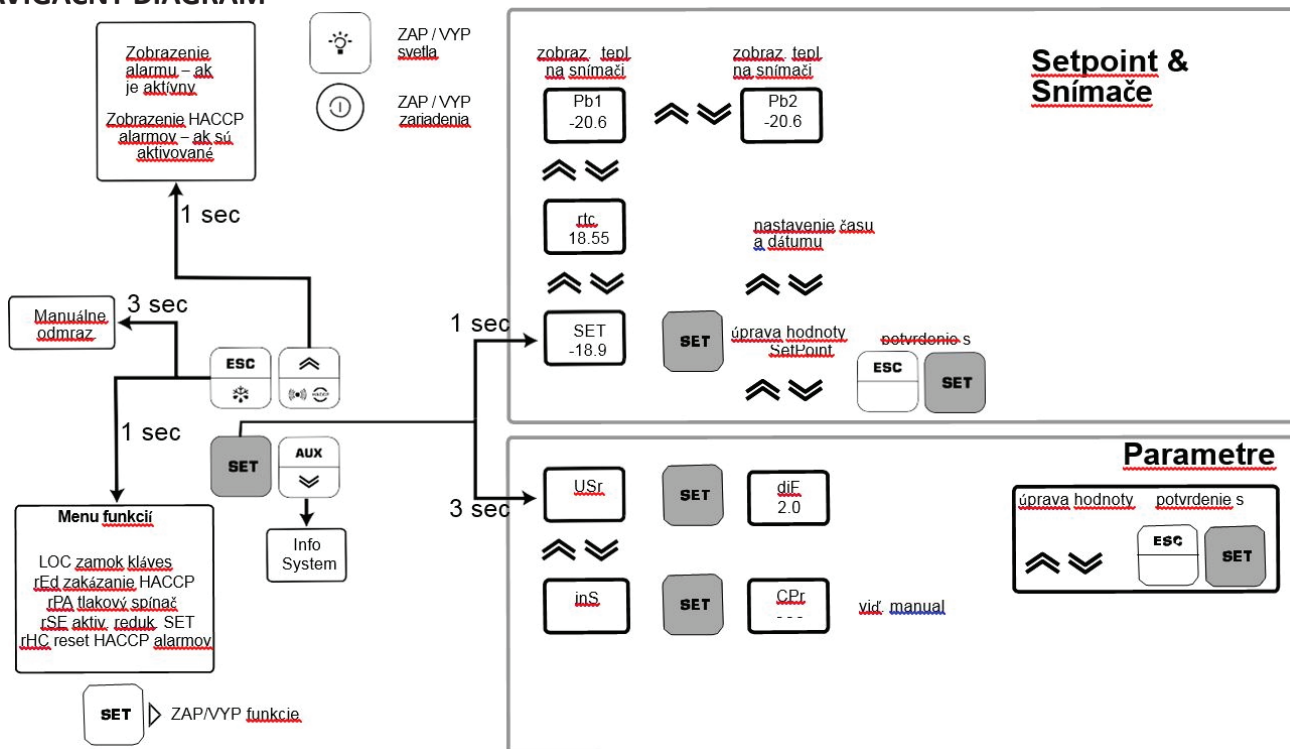 NAVIGAČNÝ DIAGRAM
Zobrazenie
alarmu – ak
je aktívny
Zobrazenie HACCP
alarmov – ak sú
aktivované
ZAP / VYP
svetla
ZAP / VYP
zariadenia
1 sec
3 sec
Manuálne
odmraz
ESC
HACCP
1 sec
SET
AUX
Info
System
Menu funkcií
LOC zamok kláves
rEd zakázanie HACCP
rPA tlakový spínač
rSE aktiv. reduk. SET
rHC reset HACCP alarmov
SET
ZAP/VYP funkcie
Setpoint &
Snímače
zobraz. tepl.
na snímači
zobraz. tepl.
na snímači
Pb1
-20.6
Pb2
-20.6
rtc
18.55
nastavenie času
a dátumu
1 sec
SET
-18.9
SET
úprava hodnoty
SetPoint
potvrdenie s
ESC
SET
Parametre
3 sec
USr
SET
diF
2.0
inS
SET
CPr
- - -
viď. manual
úprava hodnoty
potvrdenie s
ESC
SET